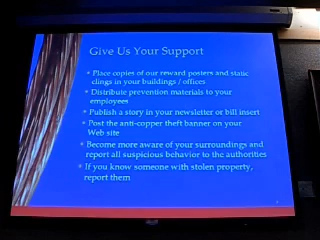 Give Us Your Support
* Place copies of our reward posters and static
clings in your buildings / offices
* Distribute prevention materials to your
employees
* Publish a story in your newsletter or bill insert
* Post the anti-copper theft banner on your
Web site
* Become more aware of your surroundings and
report all suspicious behavior to the authorities
* If you know someone with stolen property,
report them